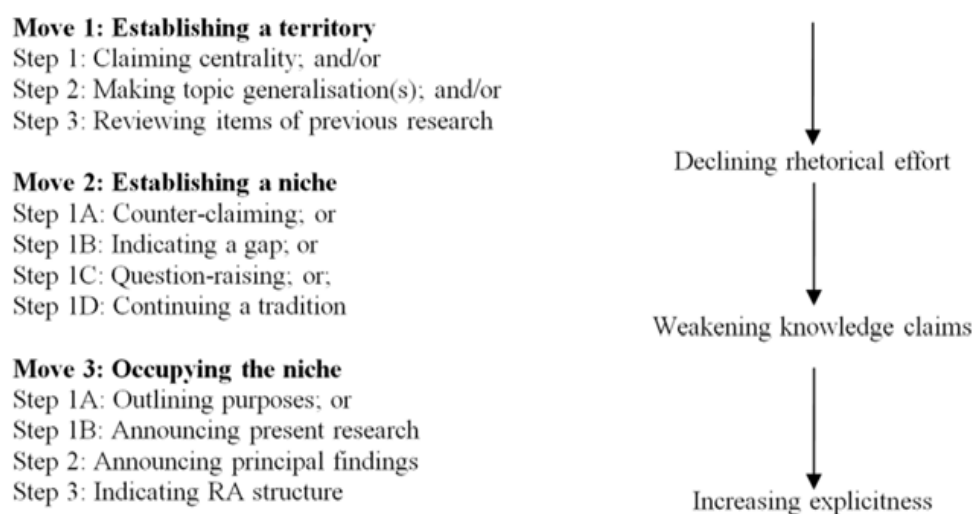 Move 1: Establishing a territory
Step 1: Claiming centrality; and/or
Step 2: Making topic generalisation(s); and/or
Step 3: Reviewing items of previous research
Declining rhetorical effort
Move 2: Establishing a niche
Step 1A: Counter-claiming; or
Step 1B: Indicating a gap; or
Step 1C: Question-raising; or;
Step 1D: Continuing a tradition
Weakening knowledge claims
Move 3: Occupying the niche
Step 1A: Outlining purposes; or
Step 1B: Announcing present research
Step 2: Announcing principal findings
Step 3: Indicating RA structure
Increasing explicitness